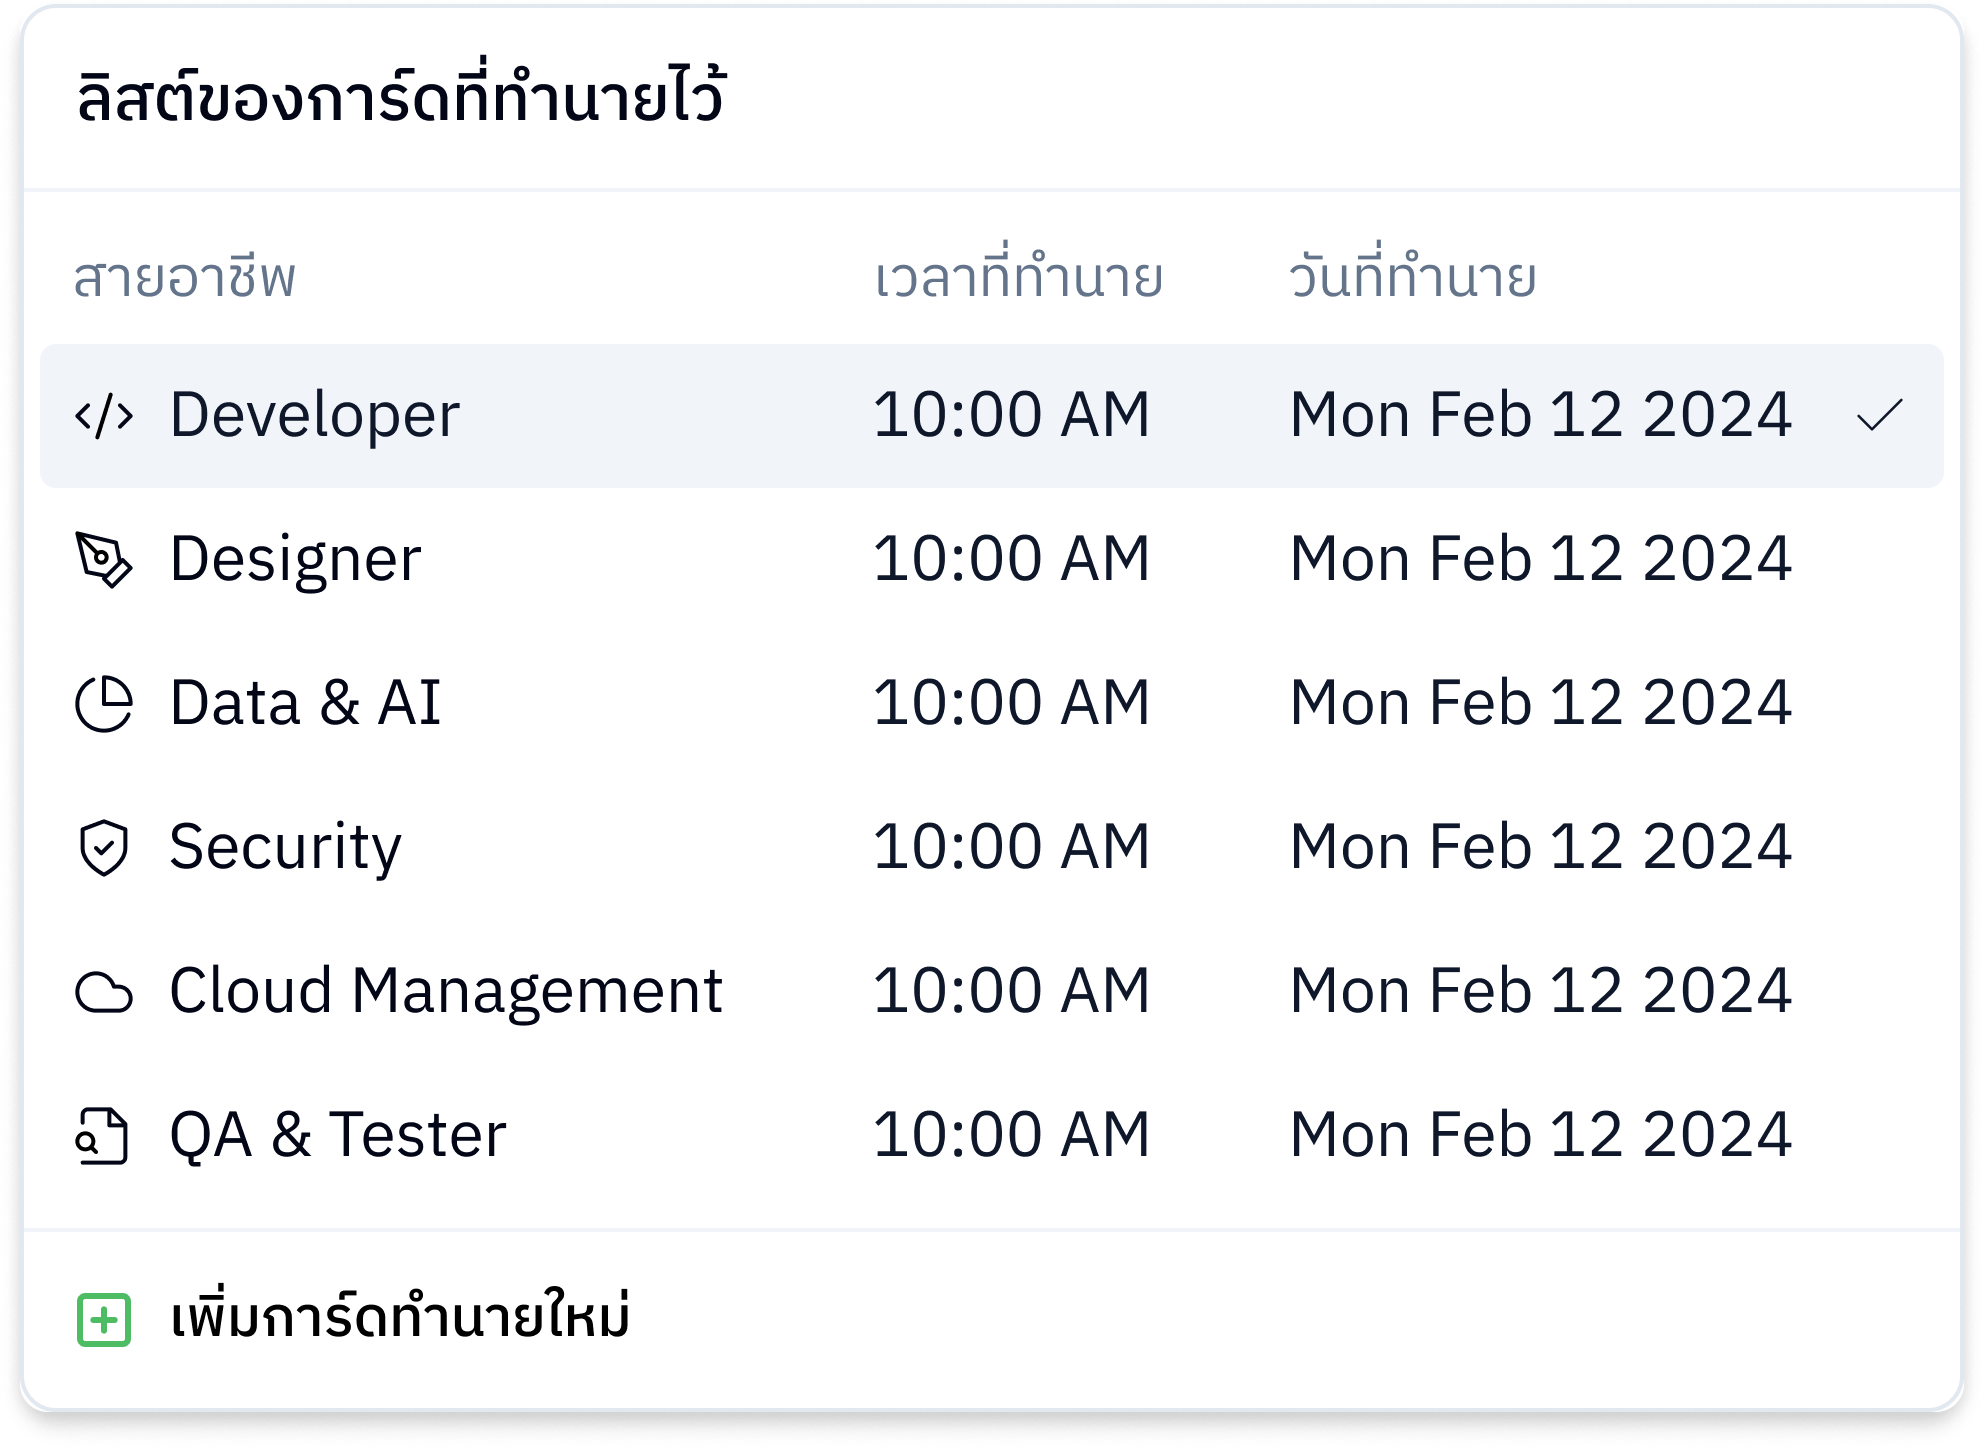 ลิสต์ของการ์ดที่ทำนายไว้
สายอาชีพ เวลาที่ทำนาย วันที่ทำนาย
Developer 10:00 AM Mon Feb 12 2024
Designer 10:00 AM Mon Feb 12 2024
Data & AI 10:00 AM Mon Feb 12 2024
Security 10:00 AM Mon Feb 12 2024
Cloud Management 10:00 AM Mon Feb 12 2024
QA & Tester 10:00 AM Mon Feb 12 2024
เพิ่มการ์ดทำนายใหม่